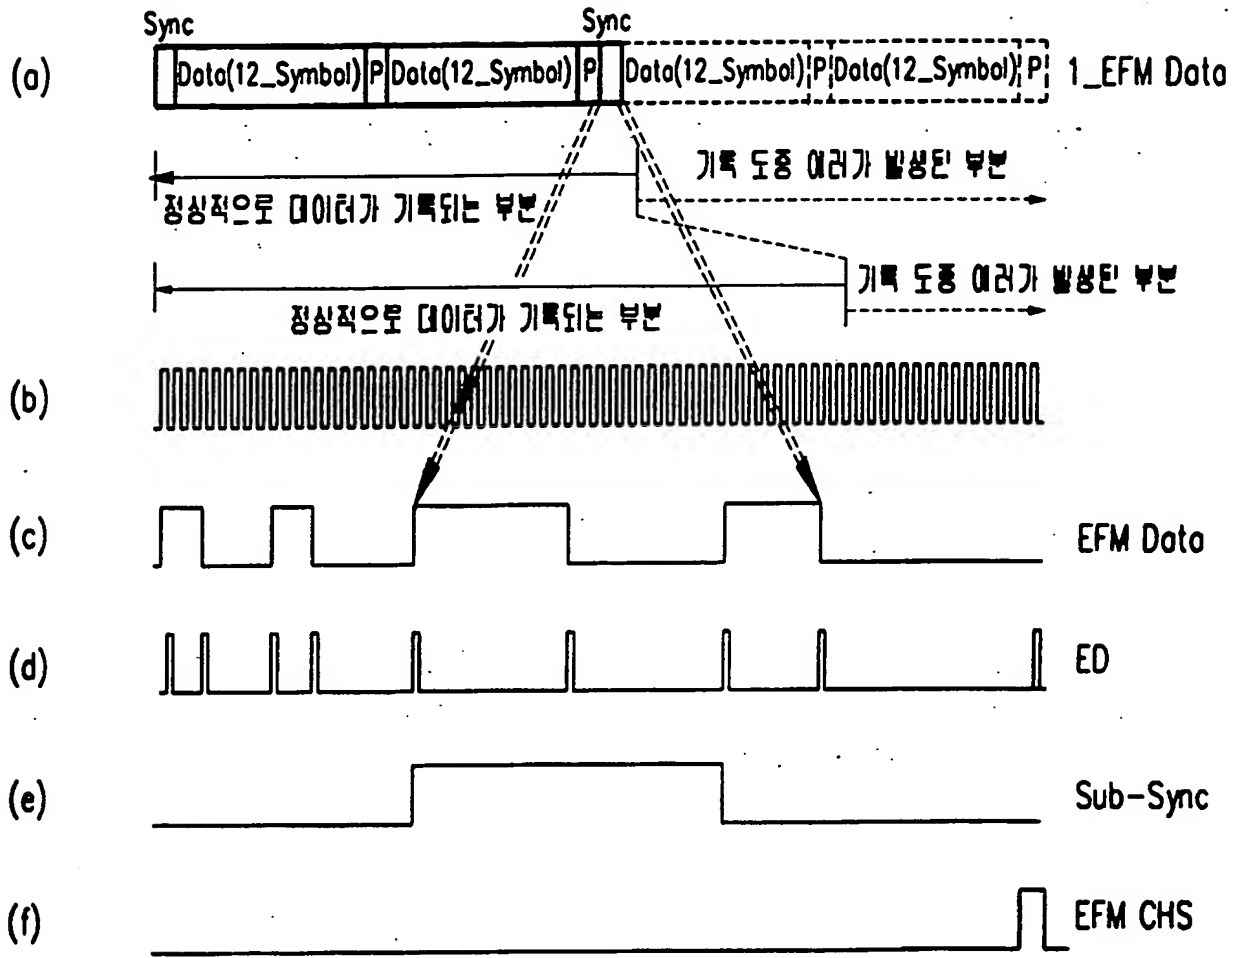 Sync Sync
(a) Data(12_Symbol) P Data(12_Symbol) P Data(12_Symbol) P Data(12_Symbol) P 1_EFM Data
기록 도중 에러가 발생된 부분
정상적으로 데이터가 기록되는 부분
기록 도중 에러가 발생된 부분
정상적으로 데이터가 기록되는 부분
(b)
(c) EFM Data
(d) ED
(e) Sub-Sync
(f) EFM CHS